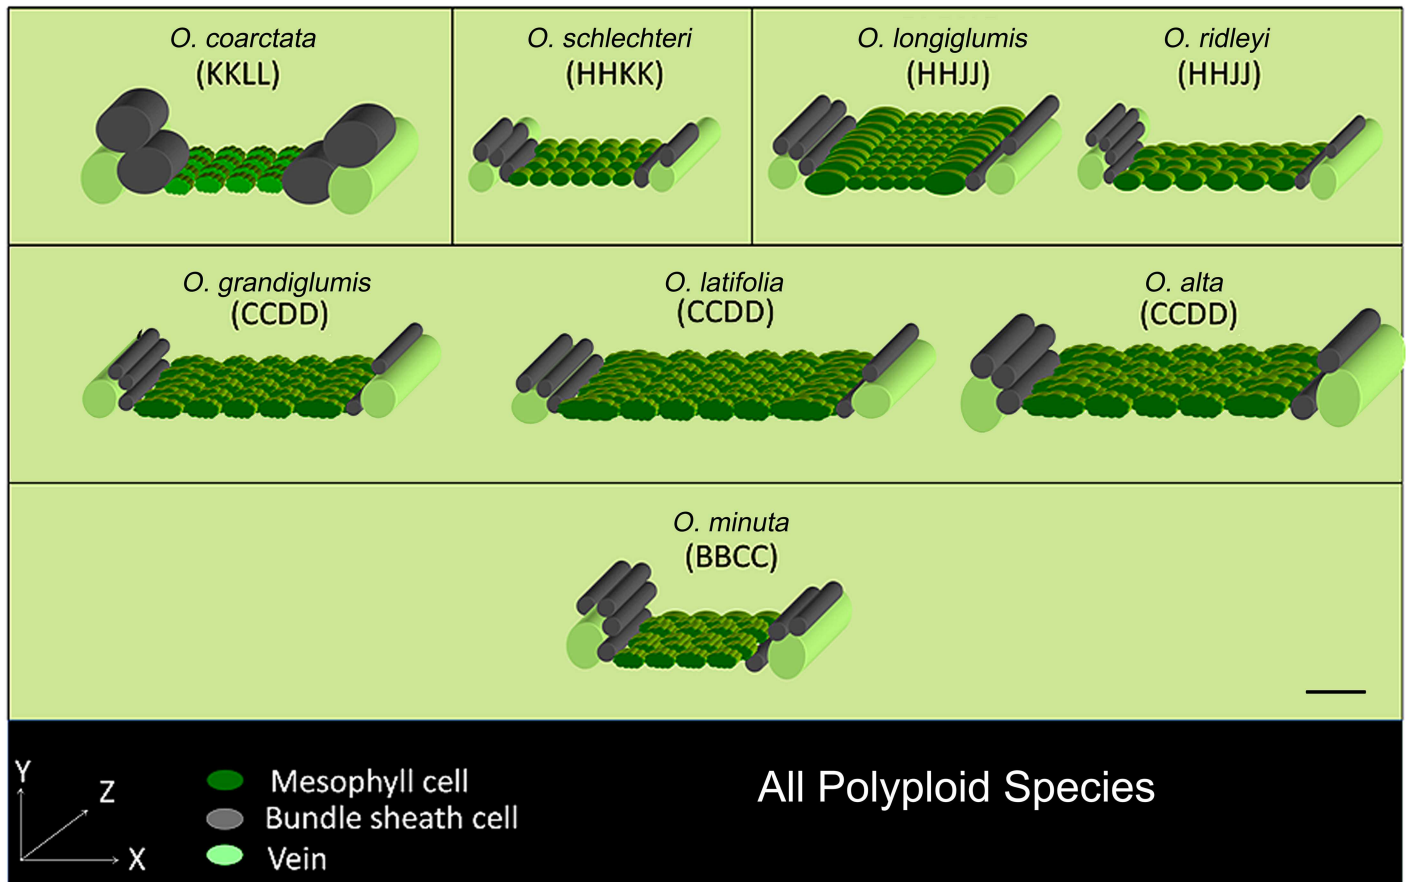 O. coarctata
(KKLL)
O. schlechteri
(HHKK)
O. longiglumis
(HHJJ)
O. ridleyi
(HHJJ)
O. grandiglumis
(CCDD)
O. latifolia
(CCDD)
O. alta
(CCDD)
O. minuta
(BBCC)
Y
Z
X
Mesophyll cell
Bundle sheath cell
Vein
All Polyploid Species